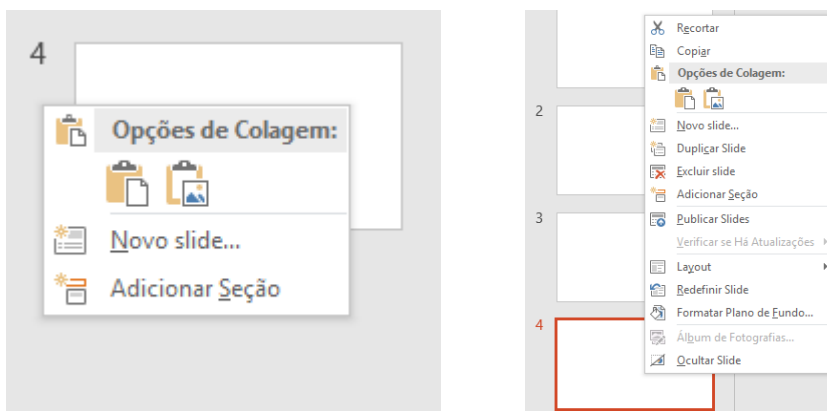 4
Opções de Colagem:
Novo slide...
Adicionar Seção
Recortar
Copiar
Opções de Colagem:
2
Novo slide...
Duplicar Slide
Excluir slide
Adicionar Seção
3
Publicar Slides
Verificar se Há Atualizações
Layout
Redefinir Slide
4
Formatar Plano de Fundo...
Álbum de Fotografias...
Ocultar Slide